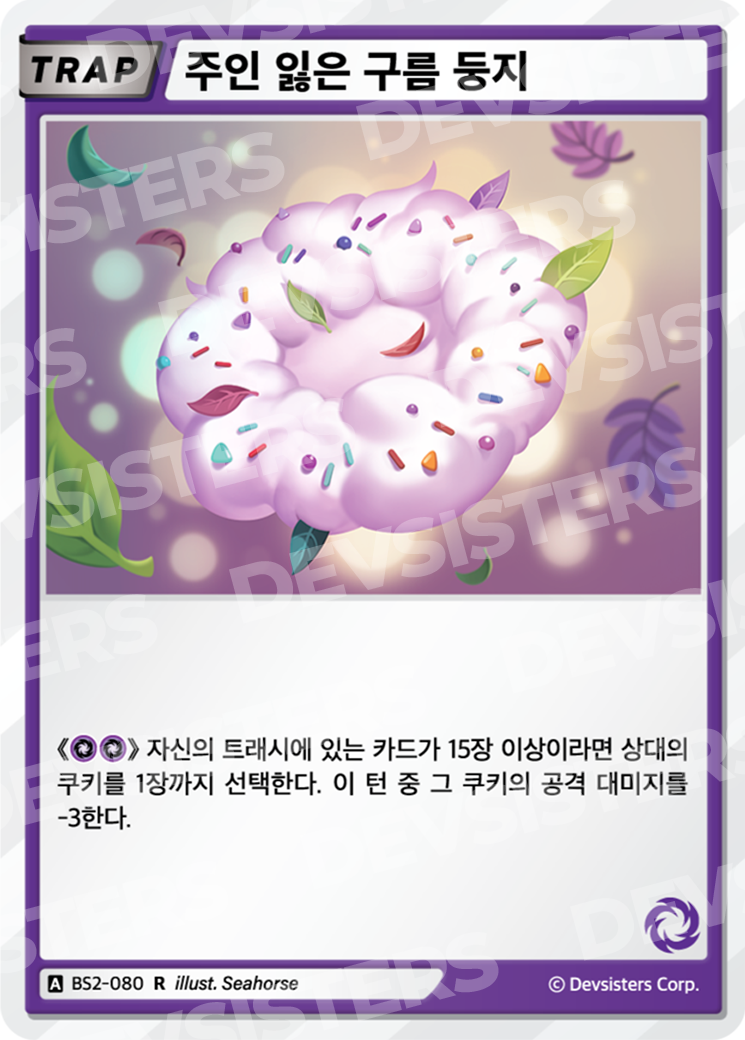 TRAP
주인 잃은 구름 둥지
《》 자신의 트래시에 있는 카드가 15장 이상이라면 상대의
쿠키를 1장까지 선택한다. 이 턴 중 그 쿠키의 공격 대미지를
-3한다.
A BS2-080 R illust. Seahorse
© Devsisters Corp.
DEVSISTERS